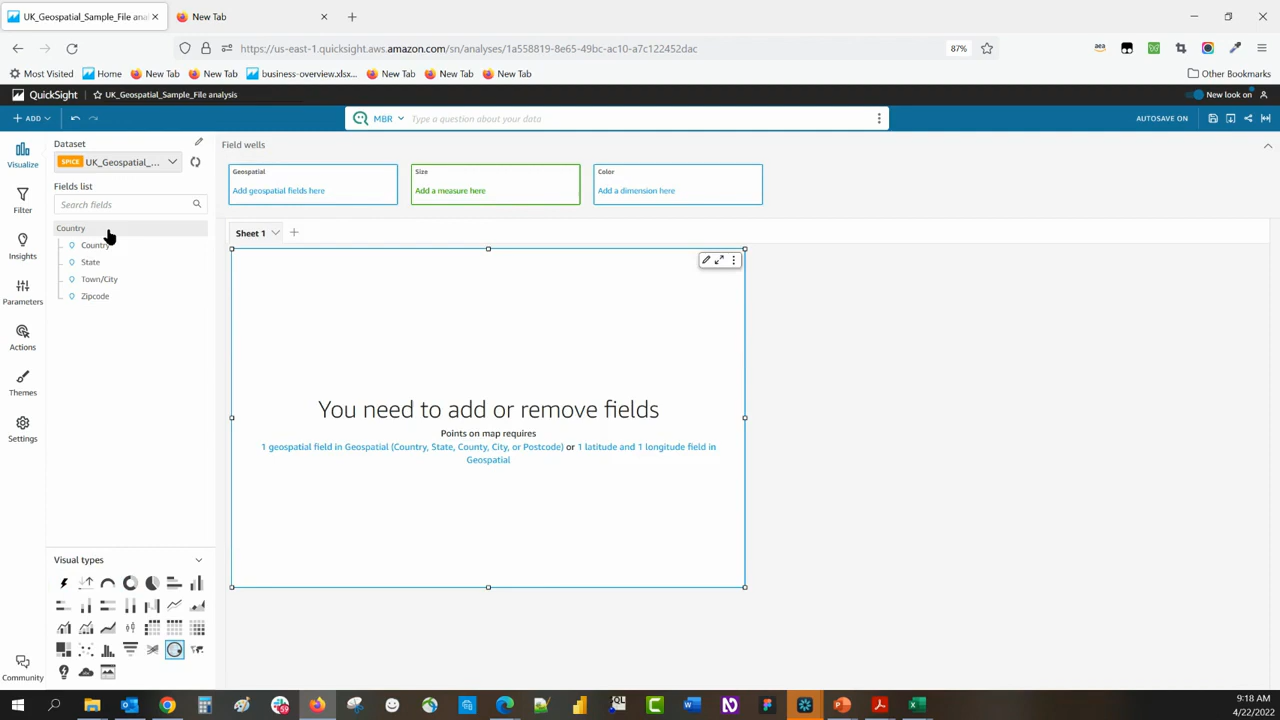 UK_Geospatial_Sample_File anal
New Tab
https://us-east-1.quicksight.aws.amazon.com/sn/analyses/1a558819-8e65-49bc-ac10-a7c122452dac
87%
Most Visited
Home
New Tab
New Tab
business-overview.xlsx...
New Tab
New Tab
New Tab
Other Bookmarks
QuickSight
UK_Geospatial_Sample_File analysis
New look on
ADD
MBR
Type a question about your data
AUTOSAVE ON
Visualize
Filter
Insights
Parameters
Actions
Themes
Settings
Community
Dataset
SPICE
UK_Geospatial_...
Fields list
Search fields
Country
Country
State
Town/City
Zipcode
Visual types
Field wells
Geospatial
Add geospatial fields here
Size
Add a measure here
Color
Add a dimension here
Sheet 1
You need to add or remove fields
Points on map requires
1 geospatial field in Geospatial (Country, State, County, City, or Postcode) or 1 latitude and 1 longitude field in
Geospatial
9:18 AM
4/22/2022